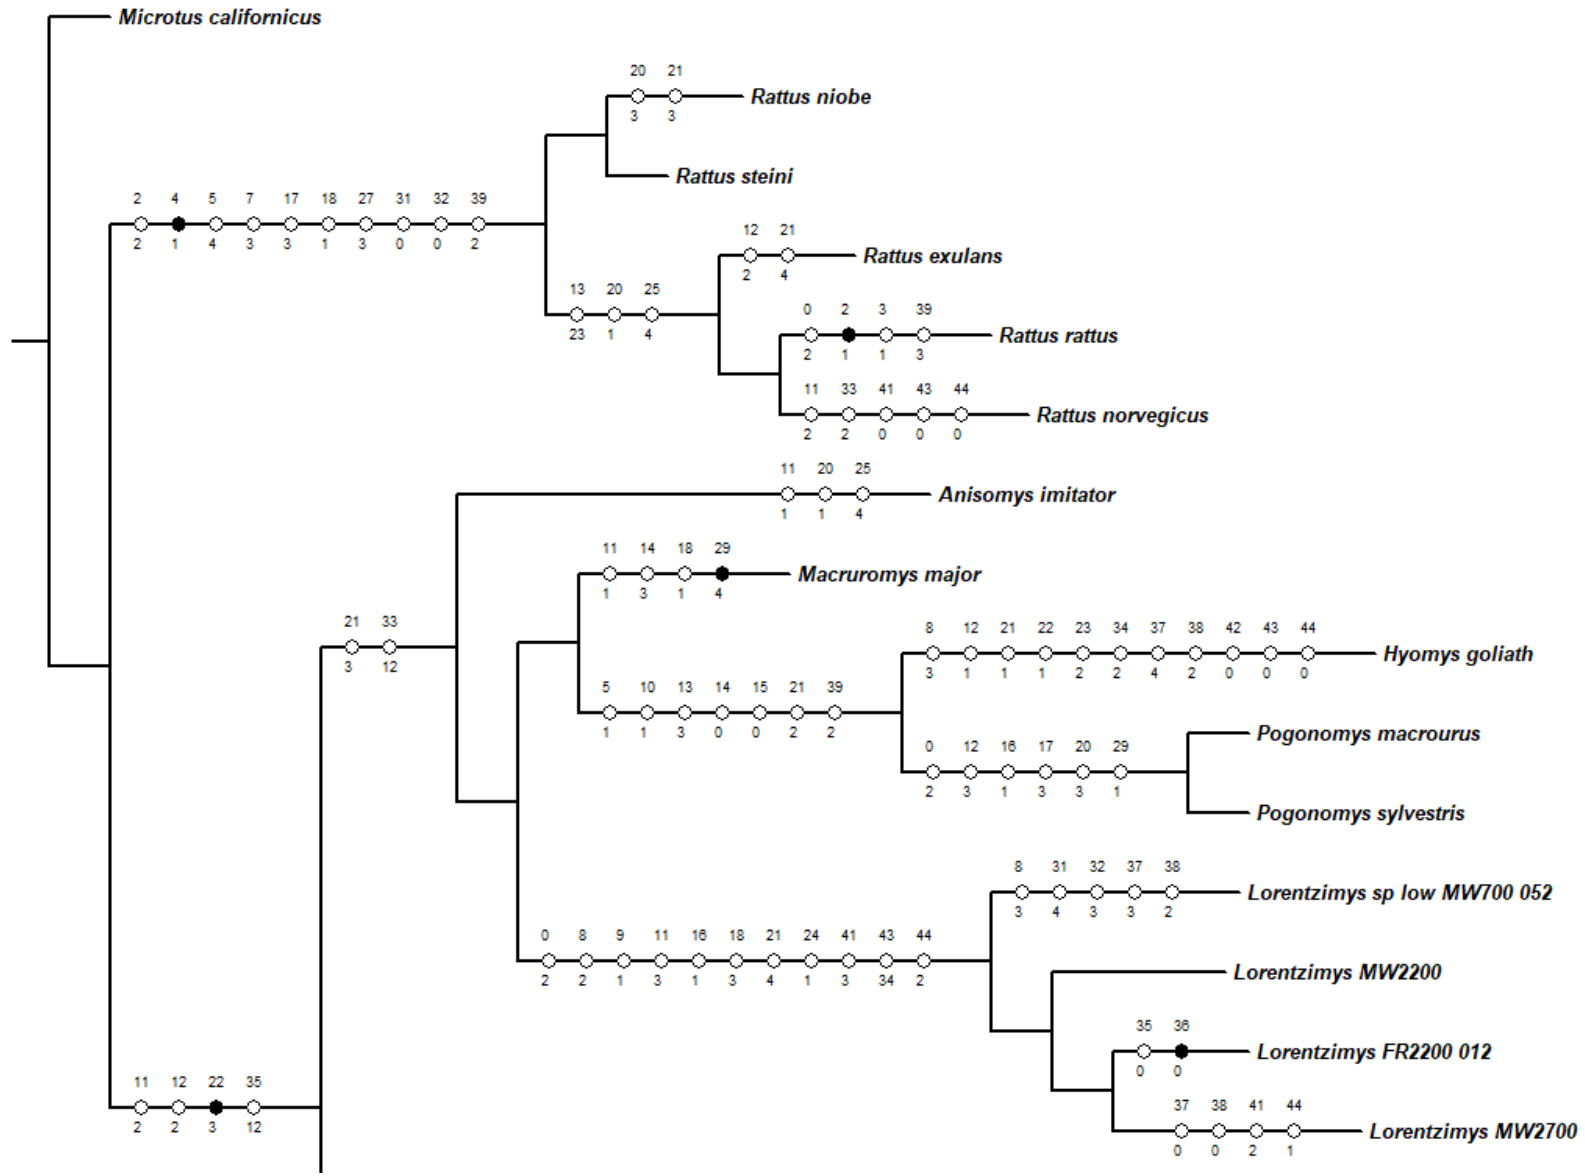 Microtus californicus
20 21
Rattus niobe
3 3
Rattus steini
2 4 5 7 17 18 27 31 32 39
2 1 4 3 3 1 3 0 0 2
12 21
Rattus exulans
2 4
13 20 25
23 1 4
0 2 3 39
Rattus rattus
2 1 1 3
11 33 41 43 44
Rattus norvegicus
2 2 0 0 0
11 20 25
Anisomys imitator
1 1 4
11 14 18 29
Macruromys major
1 3 1 4
21 33
3 12
8 12 21 22 23 34 37 38 42 43 44
Hyomys goliath
3 1 1 1 2 2 4 2 0 0 0
5 10 13 14 15 21 39
1 1 3 0 0 2 2
Pogonomys macrourus
0 12 16 17 20 29
2 3 1 3 3 1
Pogonomys sylvestris
8 31 32 37 38
Lorentzimys sp low MW700 052
3 4 3 3 2
0 8 9 11 16 18 21 24 41 43 44
2 2 1 3 1 3 4 1 3 34 2
Lorentzimys MW2200
35 36
Lorentzimys FR2200 012
0 0
11 12 22 35
2 2 3 12
37 38 41 44
Lorentzimys MW2700
0 0 2 1